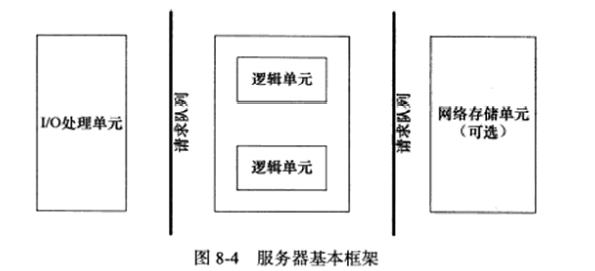 I/O处理单元
请求队列
逻辑单元
逻辑单元
请求队列
网络存储单元
（可选）
图 8-4 服务器基本框架